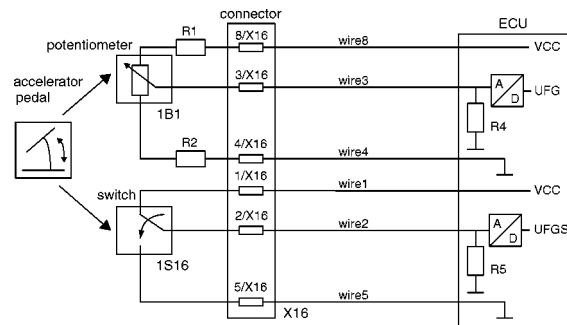 connector
ECU
R1
8/X16
wire8
VCC
potentiometer
3/X16
wire3
A
D
UFG
accelerator
pedal
1B1
R4
R2
4/X16
wire4
1/X16
wire1
VCC
switch
2/X16
wire2
A
D
UFGS
1S16
R5
5/X16
wire5
X16